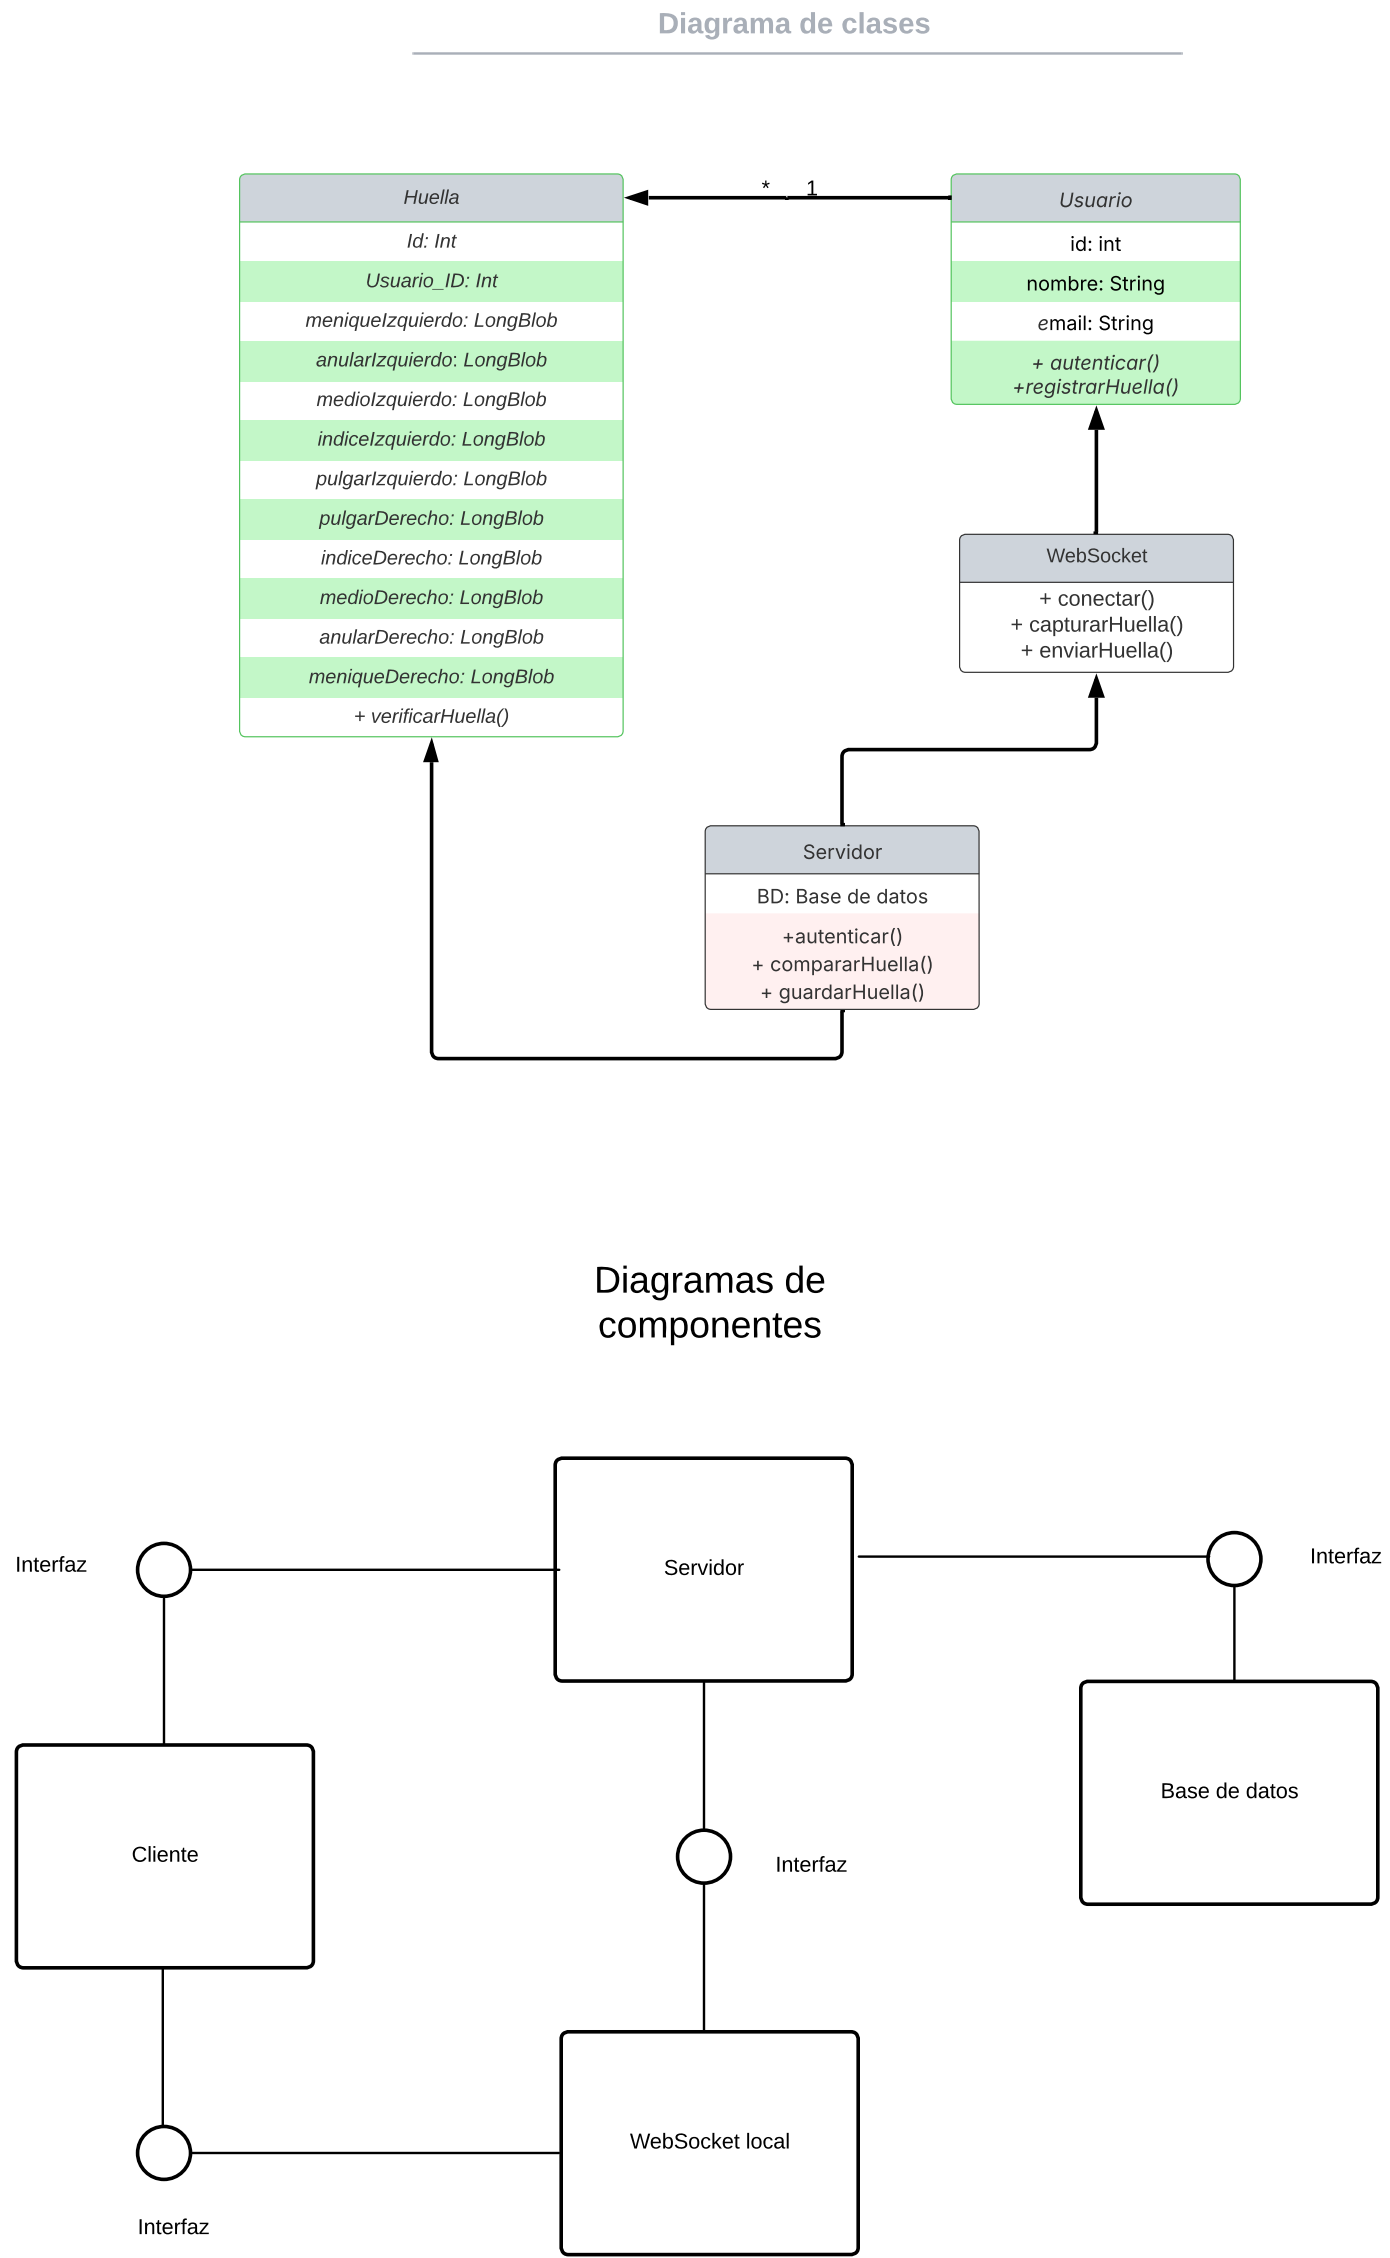 Diagrama de clases
Huella
Id: Int
Usuario_ID: Int
meniqueIzquierdo: LongBlob
anularIzquierdo: LongBlob
medioIzquierdo: LongBlob
indiceIzquierdo: LongBlob
pulgarIzquierdo: LongBlob
pulgarDerecho: LongBlob
indiceDerecho: LongBlob
medioDerecho: LongBlob
anularDerecho: LongBlob
meniqueDerecho: LongBlob
+ verificarHuella()
* - 1
Usuario
id: int
nombre: String
email: String
+ autenticar()
+registrarHuella()
WebSocket
+ conectar()
+ capturarHuella()
+ enviarHuella()
Servidor
BD: Base de datos
+autenticar()
+ compararHuella()
+ guardarHuella()
Diagramas de
componentes
Interfaz
Servidor
Interfaz
Base de datos
Cliente
Interfaz
WebSocket local
Interfaz